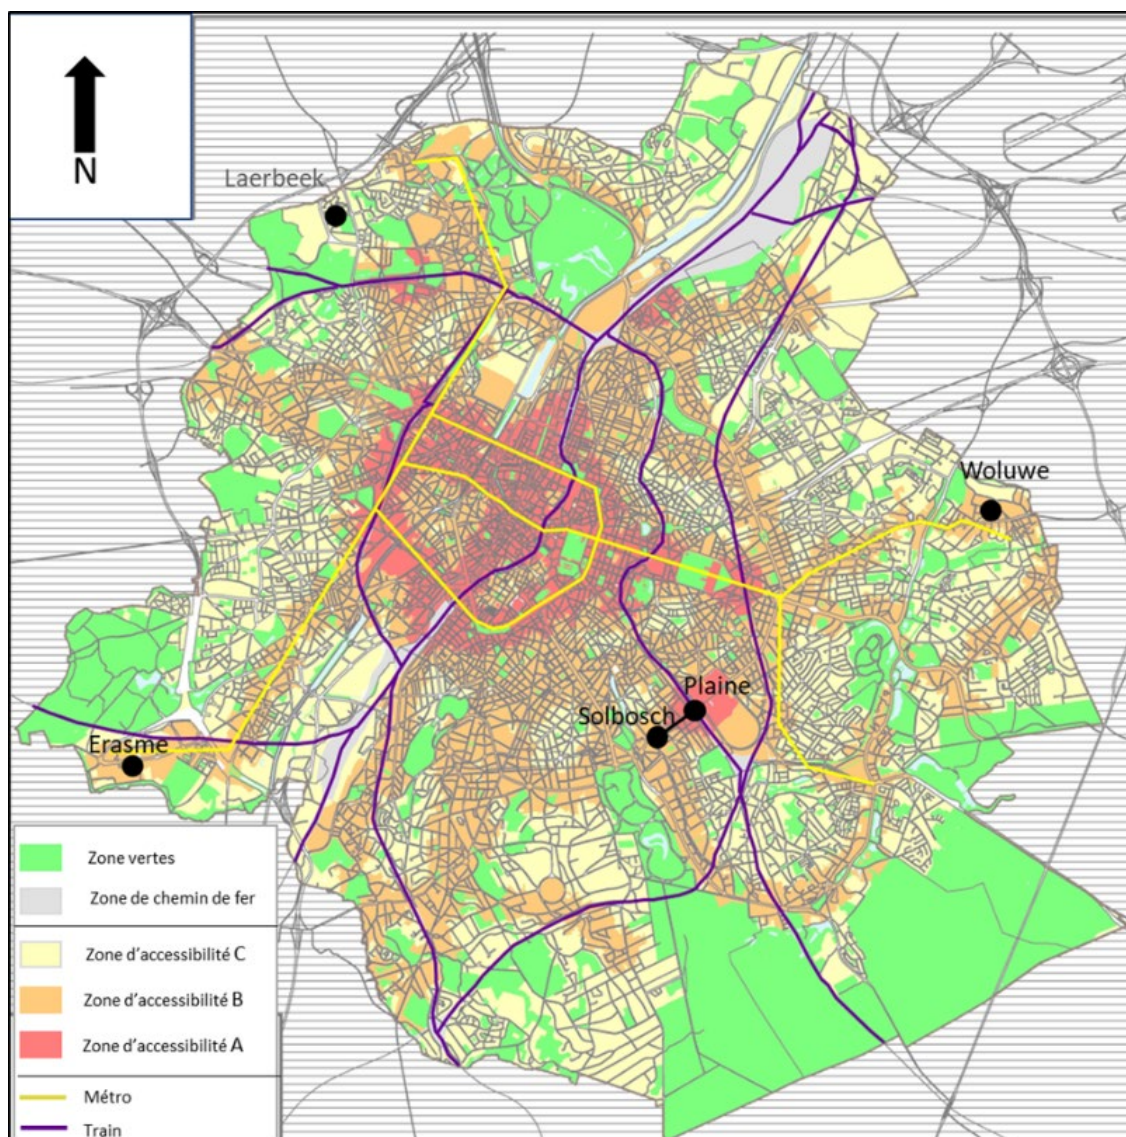 N
Laerbeek
Woluwe
Plaine
Solbosch
Erasme
Zone vertes
Zone de chemin de fer
Zone d'accessibilité C
Zone d'accessibilité B
Zone d'accessibilité A
Métro
Train